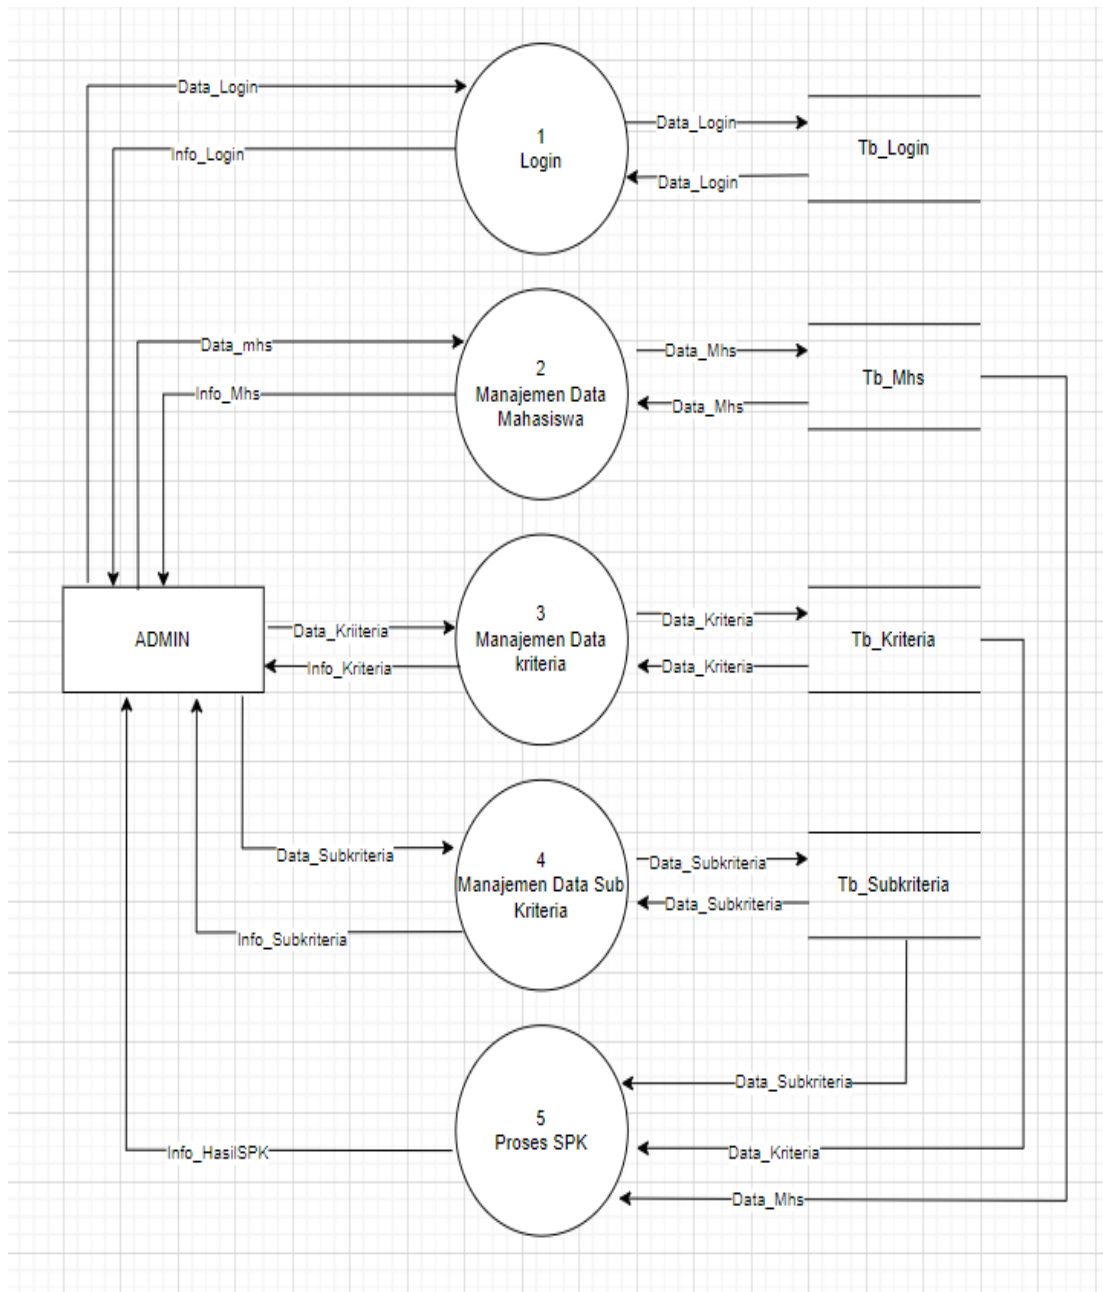 Data_Login
Info_Login
1
Login
Data_Login
Data_Login
Tb_Login
Data_mhs
Info_Mhs
2
Manajemen Data
Mahasiswa
Data_Mhs
Data_Mhs
Tb_Mhs
ADMIN
Data_Kriiteria
Info_Kriteria
3
Manajemen Data
kriteria
Data_Kriteria
Data_Kriteria
Tb_Kriteria
Data_Subkriteria
Info_Subkriteria
4
Manajemen Data Sub
Kriteria
Data_Subkriteria
Data_Subkriteria
Tb_Subkriteria
Info_HasilSPK
5
Proses SPK
Data_Subkriteria
Data_Kriteria
Data_Mhs